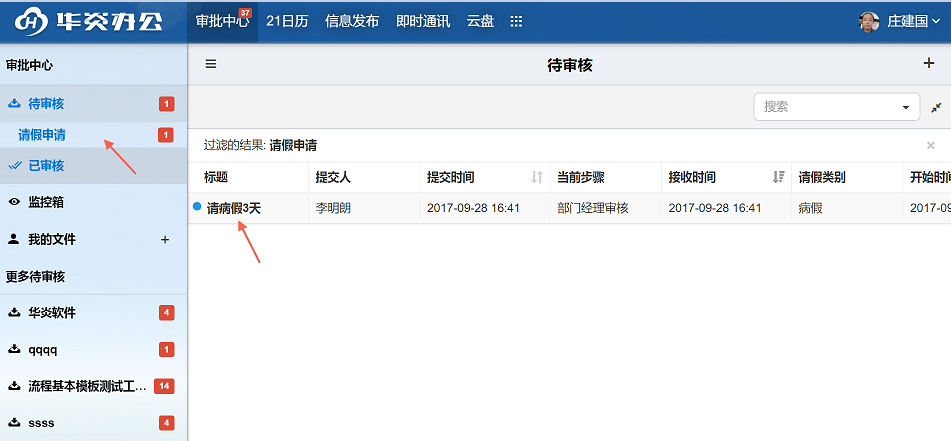 华炎办公 审批中心 37 21日历 信息发布 即时通讯 云盘 庄建国
审批中心
待审核 1
请假申请 1
已审核
监控箱
我的文件 +
更多待审核
华炎软件 4
qqqq 1
流程基本模板测试工... 14
ssss 4
待审核 +
搜索
过滤的结果: 请假申请 ×
标题 提交人 提交时间 当前步骤 接收时间 请假类别 开始时间
请病假3天 李明朗 2017-09-28 16:41 部门经理审核 2017-09-28 16:41 病假 2017-09